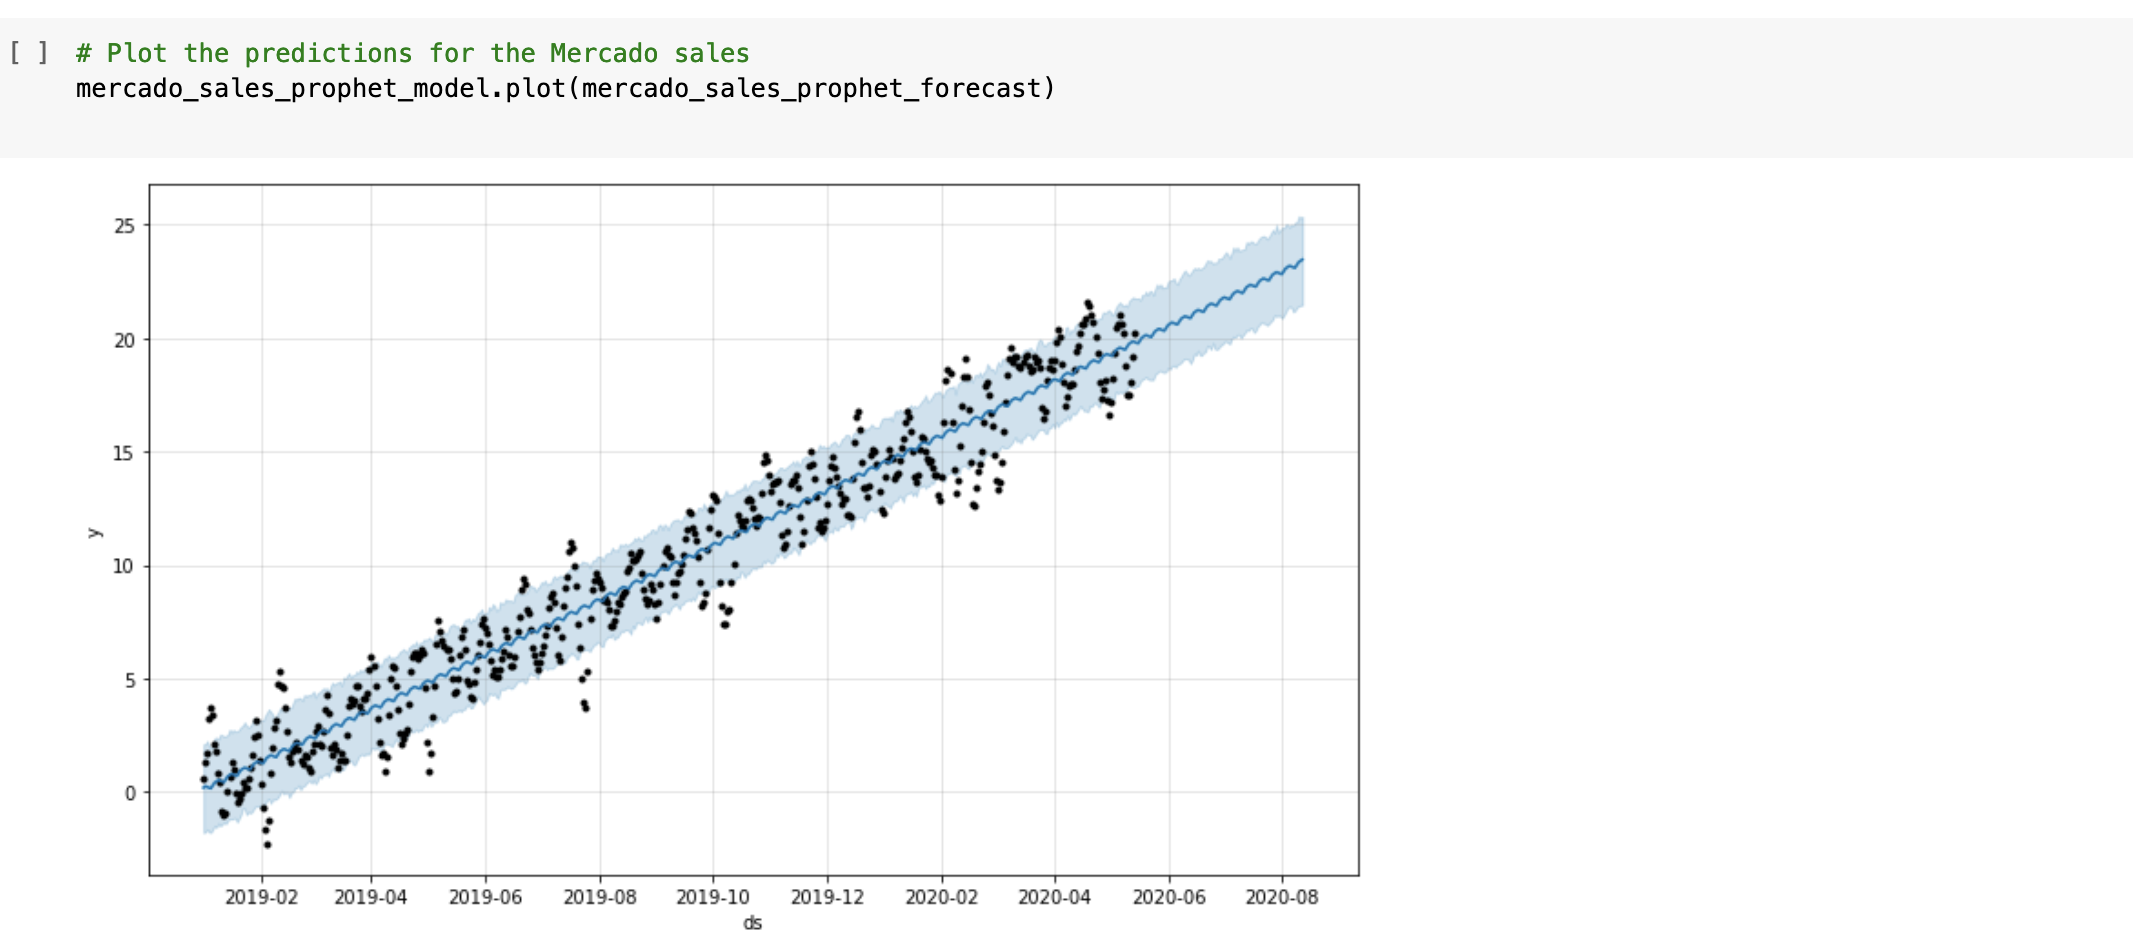 [ ] # Plot the predictions for the Mercado sales
mercado_sales_prophet_model.plot(mercado_sales_prophet_forecast)
25
20
15
10
5
0
y
2019-02 2019-04 2019-06 2019-08 2019-10 2019-12 2020-02 2020-04 2020-06 2020-08
ds